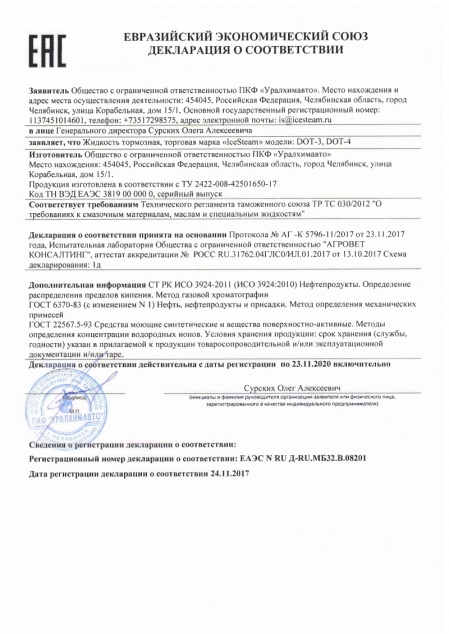 ЕАС
ЕВРАЗИЙСКИЙ ЭКОНОМИЧЕСКИЙ СОЮЗ
ДЕКЛАРАЦИЯ О СООТВЕТСТВИИ
Заявитель Общество с ограниченной ответственностью ПКФ «Уралхимавто». Место нахождения и
адрес места осуществления деятельности: 454045, Российская Федерация, Челябинская область, город
Челябинск, улица Корабельная, дом 15/1, Основной государственный регистрационный номер:
1137451014601, телефон: +73517298575, адрес электронной почты: is@icesteam.ru
в лице Генерального директора Сурских Олега Алексеевича
заявляет, что Жидкость тормозная, торговая марка «IceSteam» модели: DOT-3, DOT-4
Изготовитель Общество с ограниченной ответственностью ПКФ «Уралхимавто»
Место нахождения: 454045, Российская Федерация, Челябинская область, город Челябинск, улица
Корабельная, дом 15/1.
Продукция изготовлена в соответствии с ТУ 2422-008-42501650-17
Код ТН ВЭД ЕАЭС 3819 00 000 0, серийный выпуск
Соответствует требованиям Технического регламента таможенного союза ТР ТС 030/2012 "О
требованиях к смазочным материалам, маслам и специальным жидкостям"
Декларация о соответствии принята на основании Протокола № АГ -К 5796-11/2017 от 23.11.2017
года, Испытательная лаборатория Общества с ограниченной ответственностью "АГРОВЕТ
КОНСАЛТИНГ", аттестат аккредитации № РОСС RU.31762.04ГЛС0/ИЛ.01.2017 от 13.10.2017 Схема
декларирования: 1д
Дополнительная информация СТ РК ИСО 3924-2011 (ИСО 3924:2010) Нефтепродукты. Определение
распределения пределов кипения. Метод газовой хроматографии
ГОСТ 6370-83 (с изменением N 1) Нефть, нефтепродукты и присадки. Метод определения механических
примесей
ГОСТ 22567.5-93 Средства моющие синтетические и вещества поверхностно-активные. Методы
определения концентрации водородных ионов. Условия хранения продукции: срок хранения (службы,
годности) указан в прилагаемой к продукции товаросопроводительной и/или эксплуатационной
документации и/или таре.
Декларация о соответствии действительна с даты регистрации по 23.11.2020 включительно
Сурских Олег Алексеевич
(подпись)
(инициалы и фамилия руководителя организации-заявителя или физического лица,
зарегистрированного в качестве индивидуального предпринимателя)
М.П.
ПКФ "УРАЛХИМАВТО"
Сведения о регистрации декларации о соответствии:
Регистрационный номер декларации о соответствии: ЕАЭС N RU Д-RU.МБ32.В.08201
Дата регистрации декларации о соответствии 24.11.2017